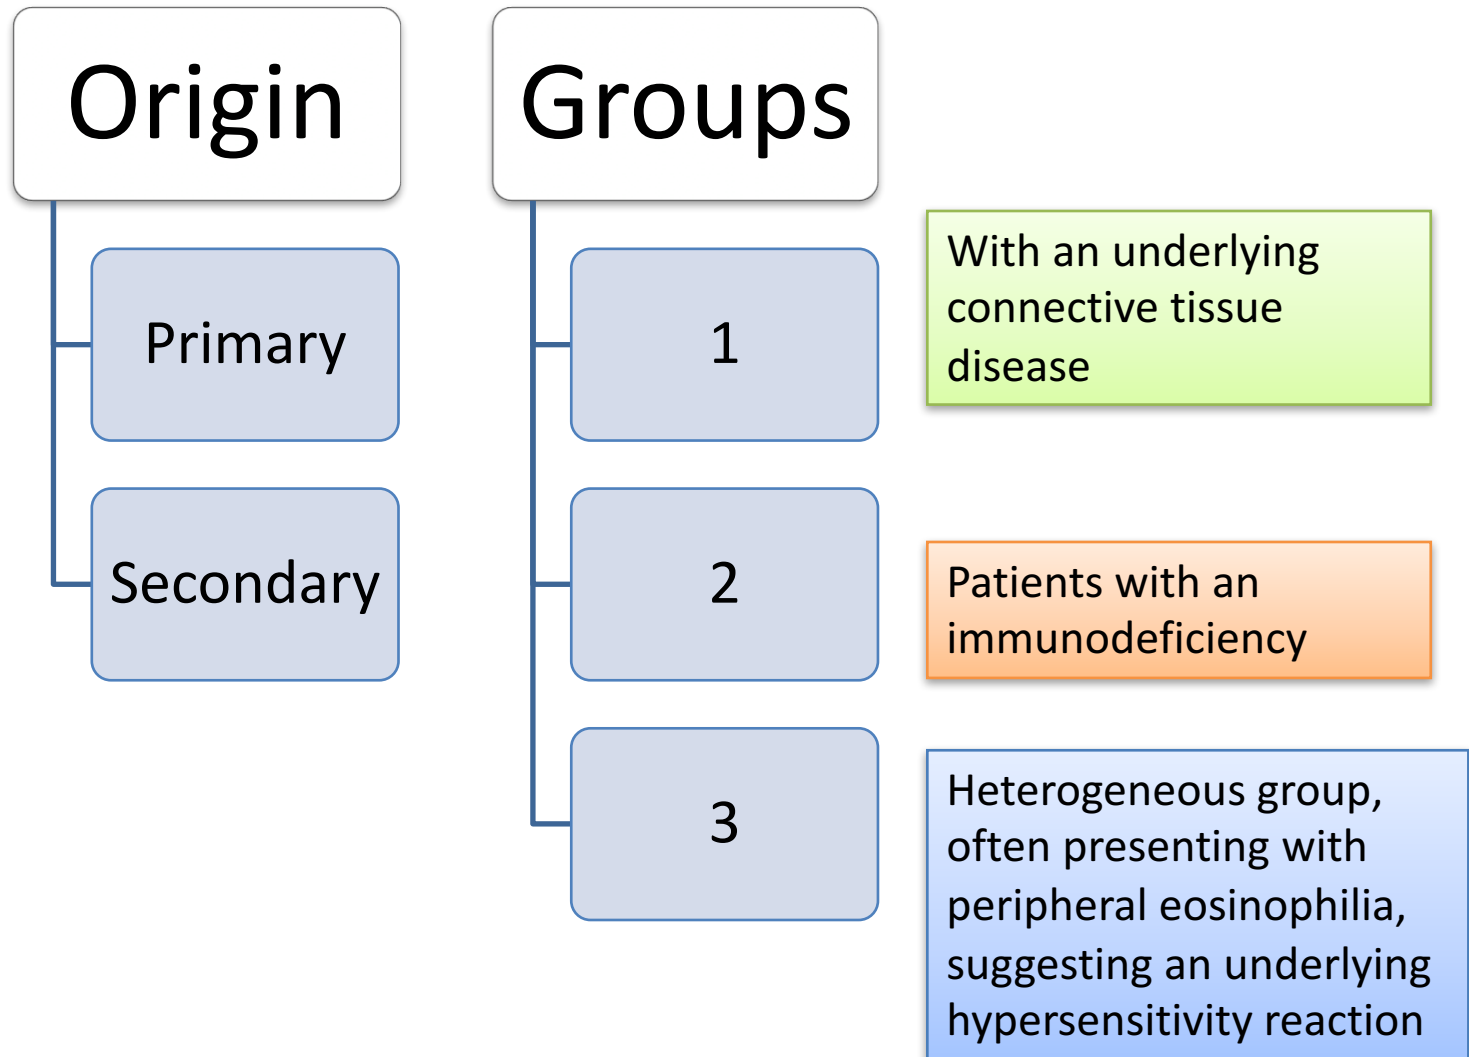 Origin
Primary
Secondary
Groups
1
With an underlying
connective tissue
disease
2
Patients with an
immunodeficiency
3
Heterogeneous group,
often presenting with
peripheral eosinophilia,
suggesting an underlying
hypersensitivity reaction